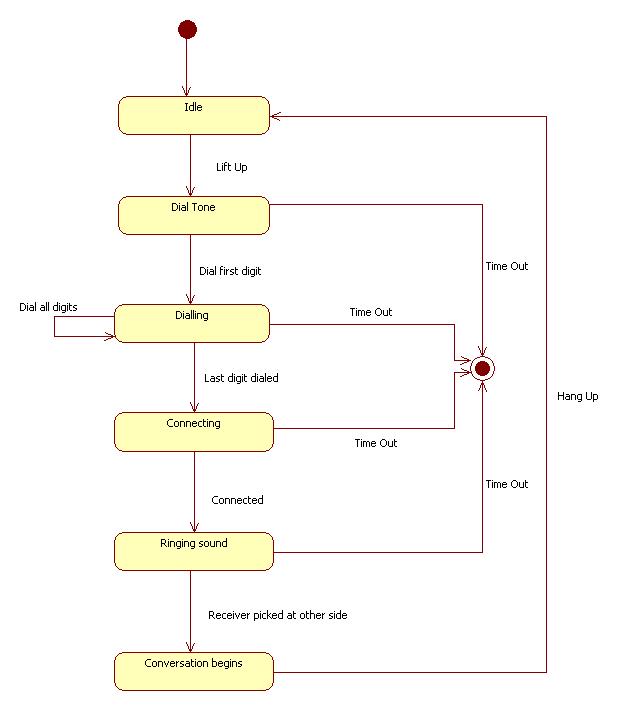 Idle
Lift Up
Dial Tone
Time Out
Dial first digit
Dial all digits
Dialling
Time Out
Last digit dialed
Hang Up
Connecting
Time Out
Time Out
Connected
Ringing sound
Receiver picked at other side
Conversation begins